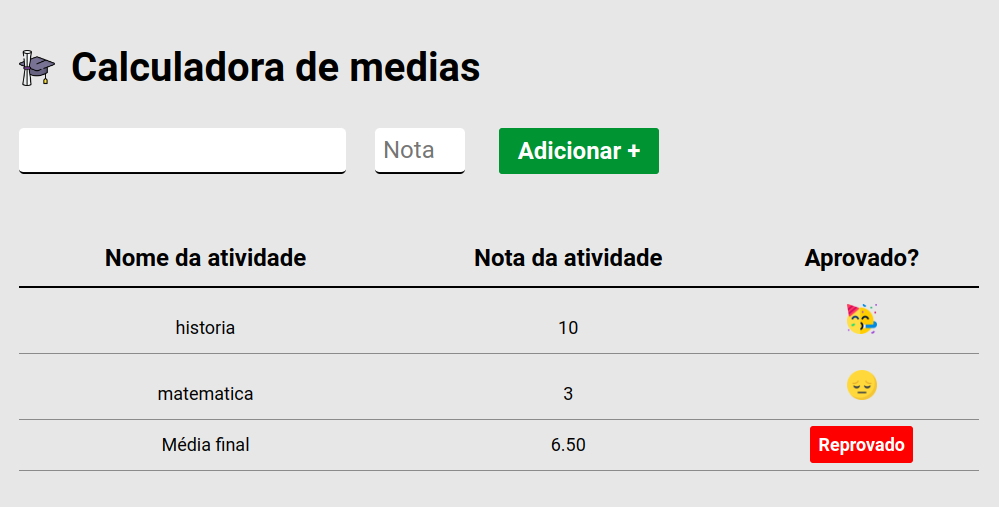 Calculadora de medias
Nota Adicionar +
Nome da atividade Nota da atividade Aprovado?
historia 10
matematica 3
Média final 6.50 Reprovado